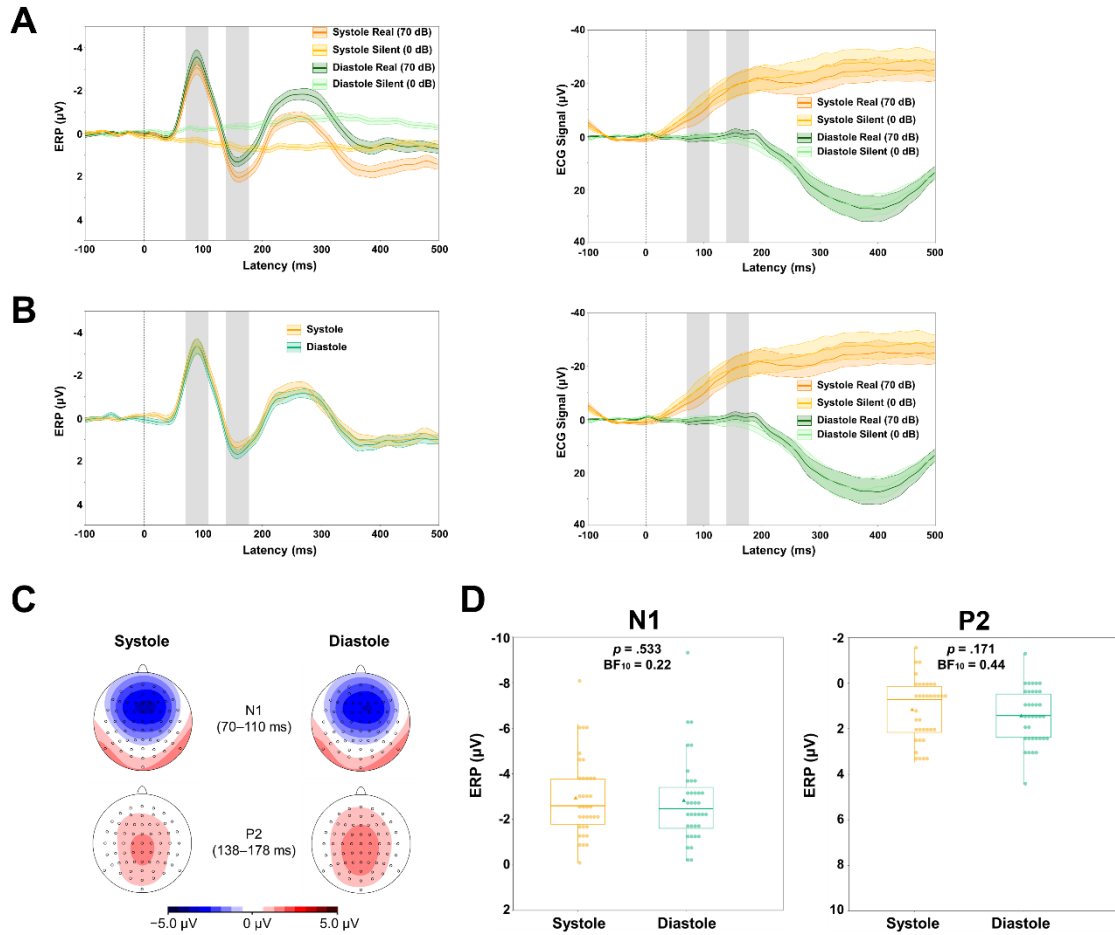 A
Systole Real (70 dB)
Systole Silent (0 dB)
Diastole Real (70 dB)
Diastole Silent (0 dB)
ERP (µV)
-4
-2
0
2
4
-100
0
100
200
300
400
500
Latency (ms)
ECG Signal (µV)
-40
-20
0
20
40
Systole Real (70 dB)
Systole Silent (0 dB)
Diastole Real (70 dB)
Diastole Silent (0 dB)
-100
0
100
200
300
400
500
Latency (ms)
B
Systole
Diastole
ERP (µV)
-4
-2
0
2
4
-100
0
100
200
300
400
500
Latency (ms)
ECG Signal (µV)
-40
-20
0
20
40
Systole Real (70 dB)
Systole Silent (0 dB)
Diastole Real (70 dB)
Diastole Silent (0 dB)
-100
0
100
200
300
400
500
Latency (ms)
C
Systole
Diastole
N1
(70–110 ms)
P2
(138–178 ms)
−5.0 µV
0 µV
5.0 µV
D
N1
p = .533
BF10 = 0.22
ERP (µV)
-10
-8
-6
-4
-2
0
2
Systole
Diastole
P2
p = .171
BF10 = 0.44
ERP (µV)
-2
0
2
4
6
8
10
Systole
Diastole